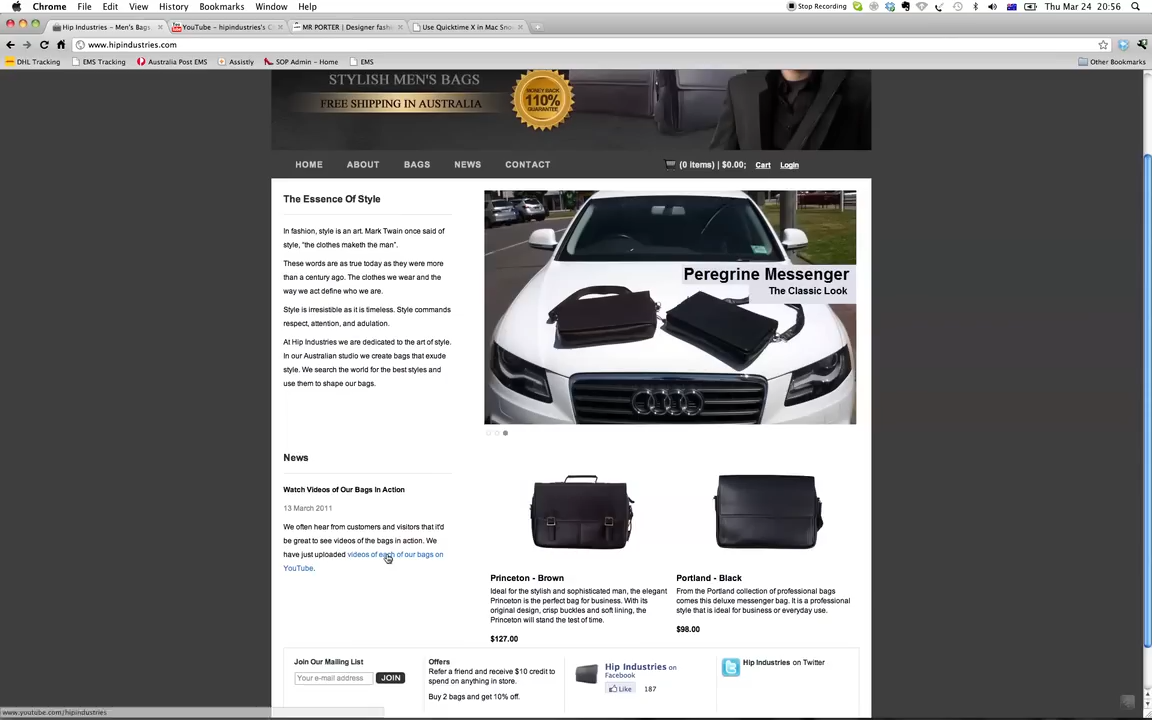 Chrome File Edit View History Bookmarks Window Help
Stop Recording Thu Mar 24 20:56
Hip Industries – Men's Bags YouTube - hipindustries's C MR PORTER | Designer fashi Use Quicktime X in Mac Snow
www.hipindustries.com
DHL Tracking EMS Tracking Australia Post EMS Assistly SOP Admin - Home EMS Other Bookmarks
STYLISH MEN'S BAGS
FREE SHIPPING IN AUSTRALIA
MONEY BACK
110%
GUARANTEE
HOME ABOUT BAGS NEWS CONTACT (0 items) | $0.00; Cart Login
The Essence Of Style
In fashion, style is an art. Mark Twain once said of
style, "the clothes maketh the man".
These words are as true today as they were more
than a century ago. The clothes we wear and the
way we act define who we are.
Style is irresistible as it is timeless. Style commands
respect, attention, and adulation.
At Hip Industries we are dedicated to the art of style.
In our Australian studio we create bags that exude
style. We search the world for the best styles and
use them to shape our bags.
Peregrine Messenger
The Classic Look
News
Watch Videos of Our Bags In Action
13 March 2011
We often hear from customers and visitors that it'd
be great to see videos of the bags in action. We
have just uploaded videos of each of our bags on
YouTube.
Princeton - Brown
Ideal for the stylish and sophisticated man, the elegant
Princeton is the perfect bag for business. With its
original design, crisp buckles and soft lining, the
Princeton will stand the test of time.
$127.00
Portland - Black
From the Portland collection of professional bags
comes this deluxe messenger bag. It is a professional
style that is ideal for business or everyday use.
$98.00
Join Our Mailing List
Your e-mail address JOIN
Offers
Refer a friend and receive $10 credit to
spend on anything in store.
Buy 2 bags and get 10% off.
Hip Industries on
Facebook
Like 187
Hip Industries on Twitter
www.youtube.com/hipindustries